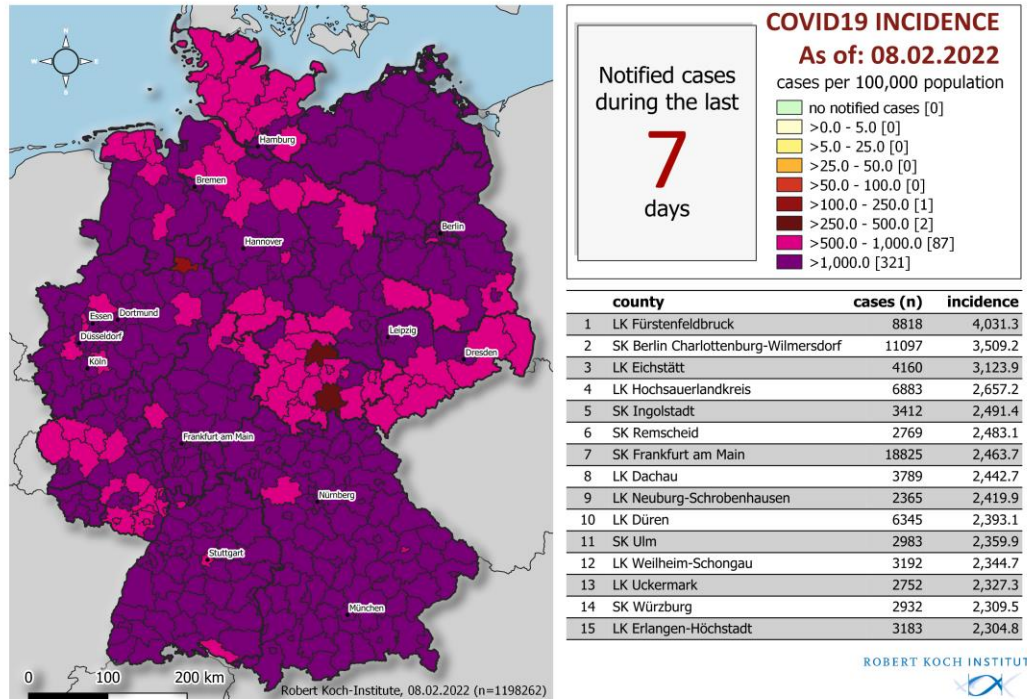 Hamburg
Bremen
Berlin
Hannover
Essen
Dortmund
Düsseldorf
Leipzig
Köln
Dresden
Frankfurt am Main
Nürnberg
Stuttgart
München
0 100 200 km
Robert Koch-Institute, 08.02.2022 (n=1198262)
Notified cases
during the last
7
days
COVID19 INCIDENCE
As of: 08.02.2022
cases per 100,000 population
no notified cases [0]
>0.0 - 5.0 [0]
>5.0 - 25.0 [0]
>25.0 - 50.0 [0]
>50.0 - 100.0 [0]
>100.0 - 250.0 [1]
>250.0 - 500.0 [2]
>500.0 - 1,000.0 [87]
>1,000.0 [321]
county cases (n) incidence
1 LK Fürstenfeldbruck 8818 4,031.3
2 SK Berlin Charlottenburg-Wilmersdorf 11097 3,509.2
3 LK Eichstätt 4160 3,123.9
4 LK Hochsauerlandkreis 6883 2,657.2
5 SK Ingolstadt 3412 2,491.4
6 SK Remscheid 2769 2,483.1
7 SK Frankfurt am Main 18825 2,463.7
8 LK Dachau 3789 2,442.7
9 LK Neuburg-Schrobenhausen 2365 2,419.9
10 LK Düren 6345 2,393.1
11 SK Ulm 2983 2,359.9
12 LK Weilheim-Schongau 3192 2,344.7
13 LK Uckermark 2752 2,327.3
14 SK Würzburg 2932 2,309.5
15 LK Erlangen-Höchstadt 3183 2,304.8
ROBERT KOCH INSTITUT